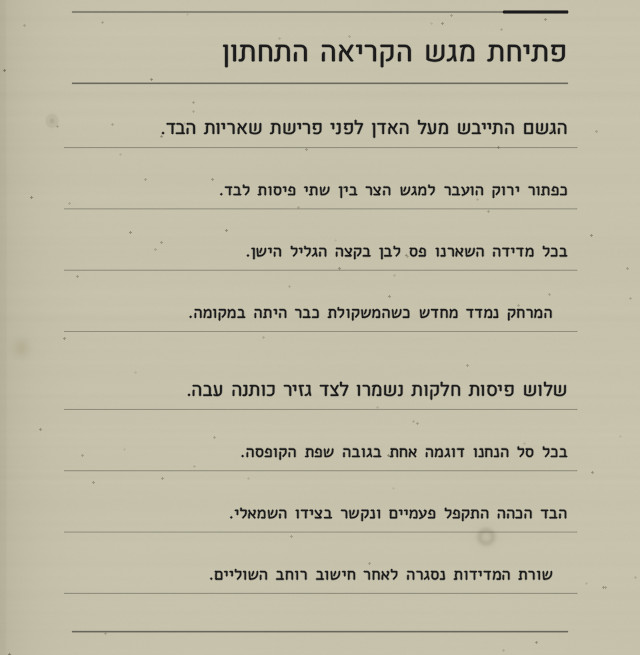 פתיחת מגש הקריאה התחתון
הגשם התייבש מעל האדן לפני פרישת שאריות הבד.
כפתור ירוק הועבר למגש הצר בין שתי פיסות לבד.
בכל מדידה השארנו פס לבן בקצה הגליל הישן.
המרחק נמדד מחדש כשהמשקולת כבר היתה במקומה.
שלוש פיסות חלקות נשמרו לצד גזיר כותנה עבה.
בכל סל הנחנו דוגמה אחת בגובה שפת הקופסה.
הבד הכהה התקפל פעמיים ונקשר בצידו השמאלי.
שורת המדידות נסגרה לאחר חישוב רוחב השוליים.